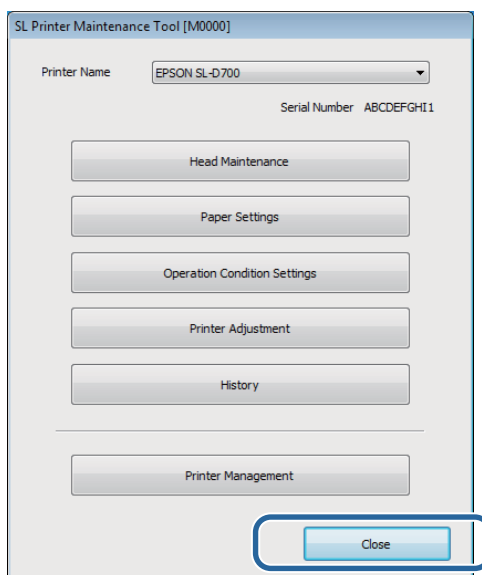 SL Printer Maintenance Tool [M0000]
Printer Name EPSON SL-D700
Serial Number ABCDEFGHI1
Head Maintenance
Paper Settings
Operation Condition Settings
Printer Adjustment
History
Printer Management
Close